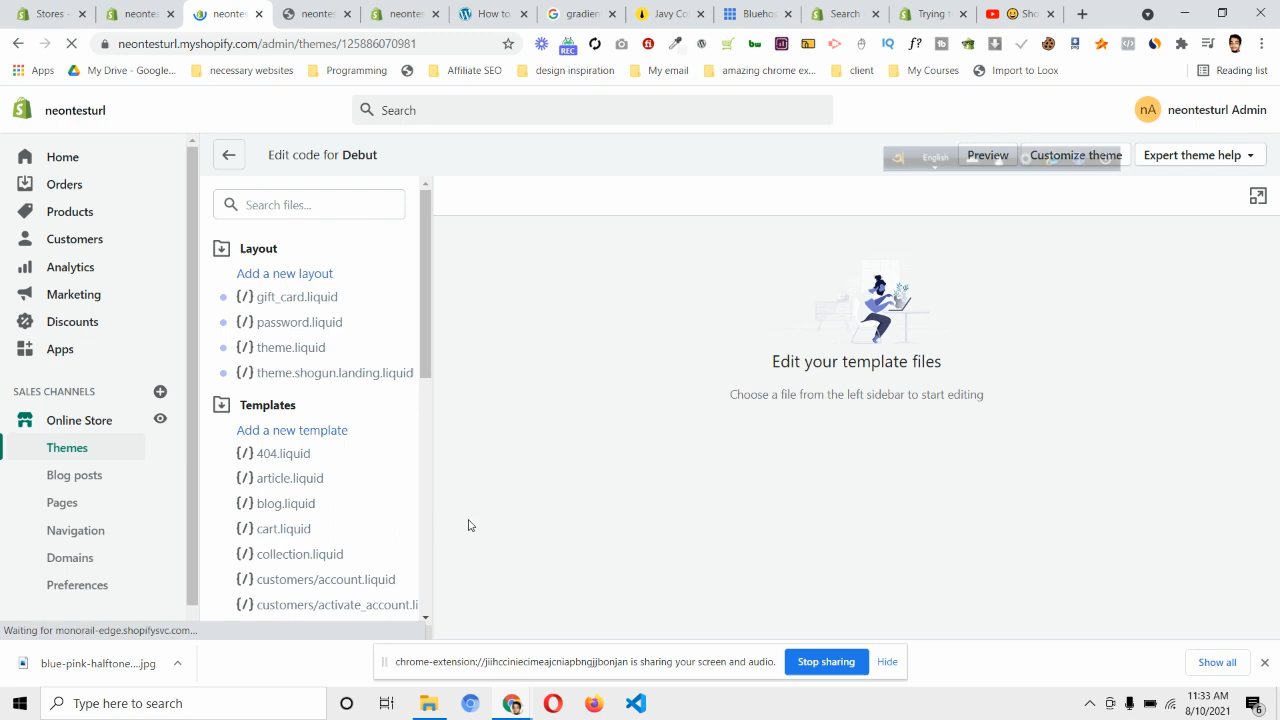 Stores
neontest
neontes
neontes
neontest
How to
gradien
Javy Co
Bluehos
Search
Trying t
Sho
neontesturl.myshopify.com/admin/themes/125886070981
REC
Apps
My Drive - Google...
necessary websites
Programming
Affiliate SEO
design inspiration
My email
amazing chrome ex...
client
My Courses
Import to Loox
Reading list
neontesturl
Search
nA
neontesturl Admin
Home
Orders
Products
Customers
Analytics
Marketing
Discounts
Apps
SALES CHANNELS
Online Store
Themes
Blog posts
Pages
Navigation
Domains
Preferences
Edit code for Debut
English
Preview
Customize theme
Expert theme help
Search files...
Layout
Add a new layout
{/} gift_card.liquid
{/} password.liquid
{/} theme.liquid
{/} theme.shogun.landing.liquid
Templates
Add a new template
{/} 404.liquid
{/} article.liquid
{/} blog.liquid
{/} cart.liquid
{/} collection.liquid
{/} customers/account.liquid
{/} customers/activate_account.li
Edit your template files
Choose a file from the left sidebar to start editing
Waiting for monorail-edge.shopifysvc.com...
blue-pink-halftone....jpg
chrome-extension://jiihcciniecimeajcniapbngjjbonjan is sharing your screen and audio.
Stop sharing
Hide
Show all
Type here to search
11:33 AM
8/10/2021
6